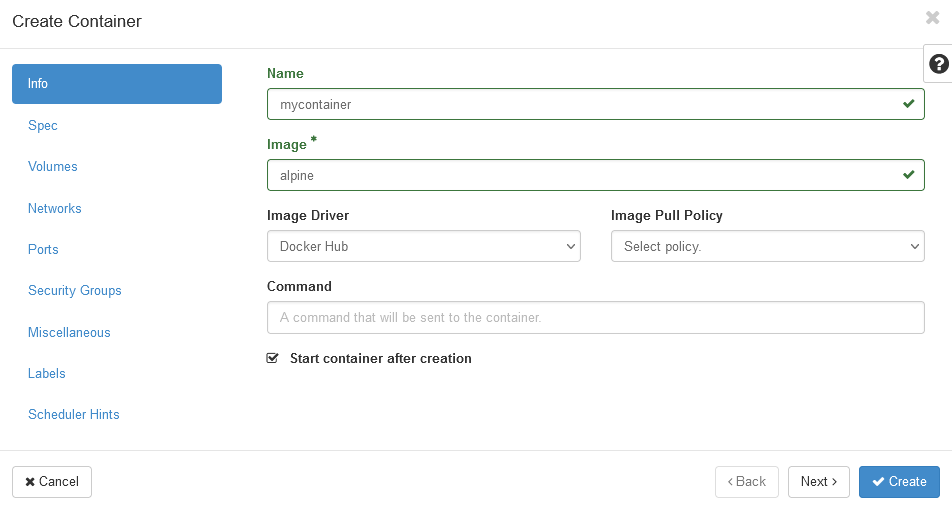 Create Container
Info
Spec
Volumes
Networks
Ports
Security Groups
Miscellaneous
Labels
Scheduler Hints
Name
mycontainer
Image *
alpine
Image Driver Image Pull Policy
Docker Hub Select policy.
Command
A command that will be sent to the container.
Start container after creation
Cancel Back Next Create